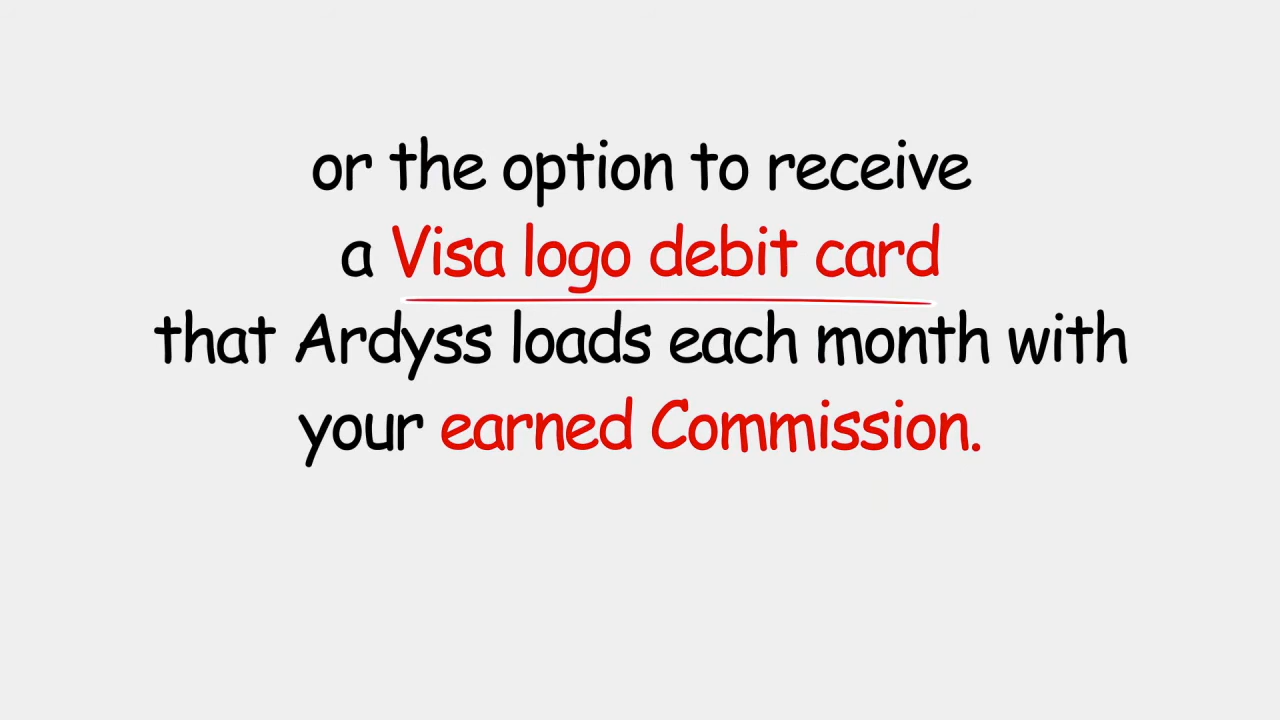 or the option to receive
a Visa logo debit card
that Ardyss loads each month with
your earned Commission.